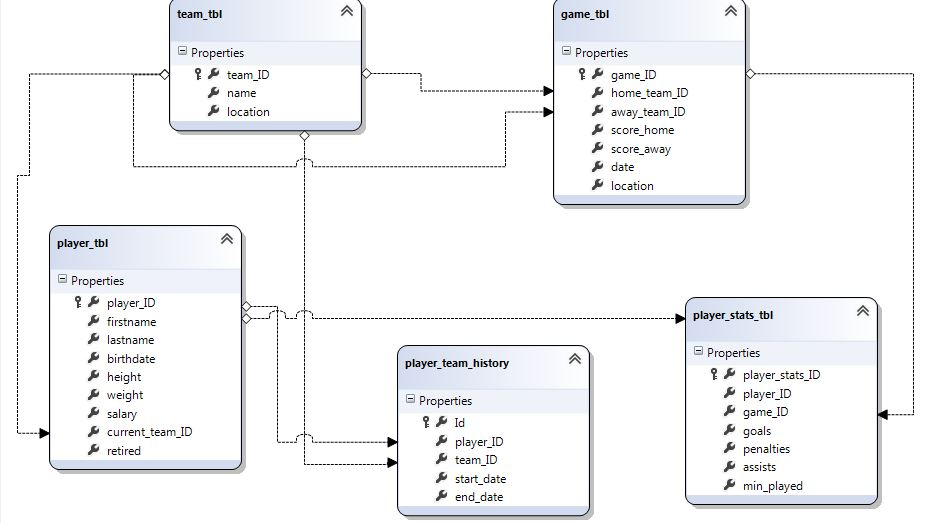 team_tbl
Properties
team_ID
name
location
game_tbl
Properties
game_ID
home_team_ID
away_team_ID
score_home
score_away
date
location
player_tbl
Properties
player_ID
firstname
lastname
birthdate
height
weight
salary
current_team_ID
retired
player_team_history
Properties
Id
player_ID
team_ID
start_date
end_date
player_stats_tbl
Properties
player_stats_ID
player_ID
game_ID
goals
penalties
assists
min_played